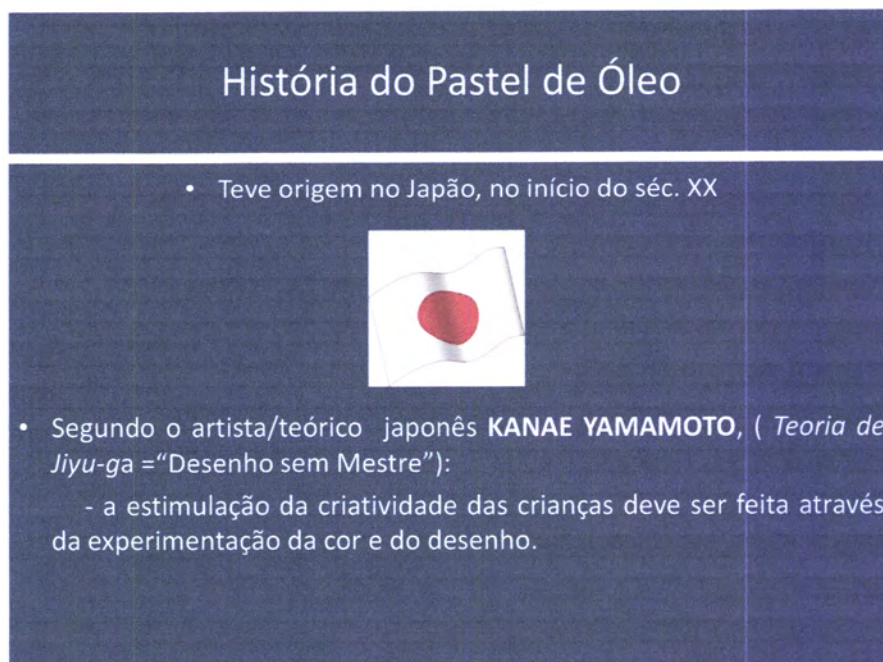 História do Pastel de Óleo
• Teve origem no Japão, no início do séc. XX
• Segundo o artista/teórico japonês KANAE YAMAMOTO, ( Teoria de
Jiyu-ga =“Desenho sem Mestre”):
- a estimulação da criatividade das crianças deve ser feita através
da experimentação da cor e do desenho.